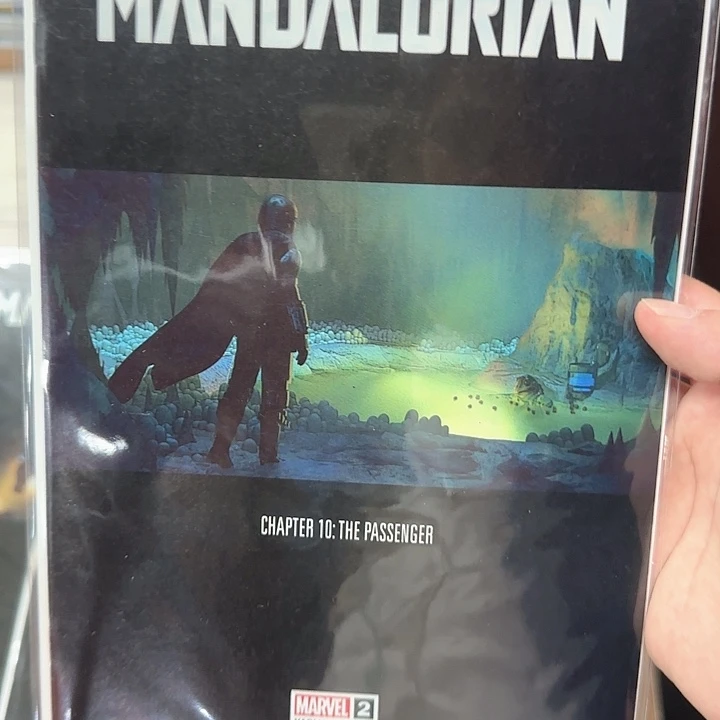 MANDALORIAN
CHAPTER 10: THE PASSENGER
MARVEL 2